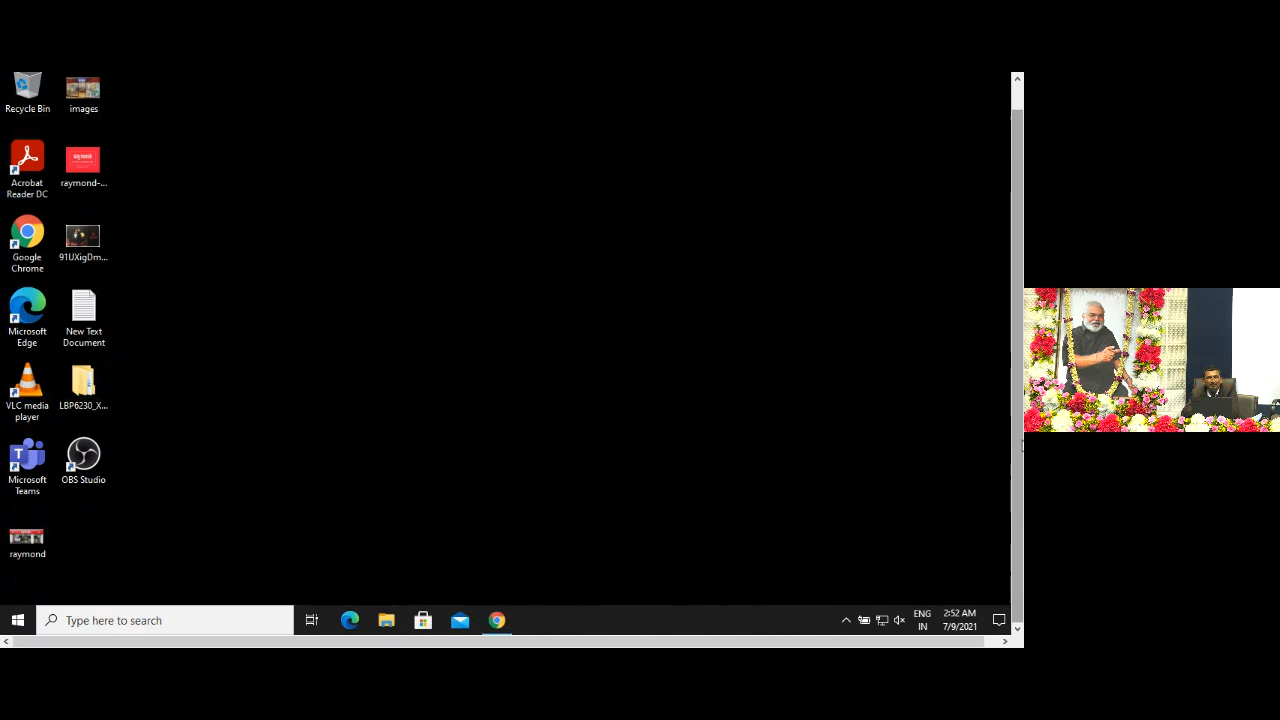 Recycle Bin
images
Acrobat
Reader DC
raymond-...
Google
Chrome
91UXigDm...
Microsoft
Edge
New Text
Document
VLC media
player
LBP6230_X...
Microsoft
Teams
OBS Studio
raymond
Type here to search
ENG
IN
2:52 AM
7/9/2021